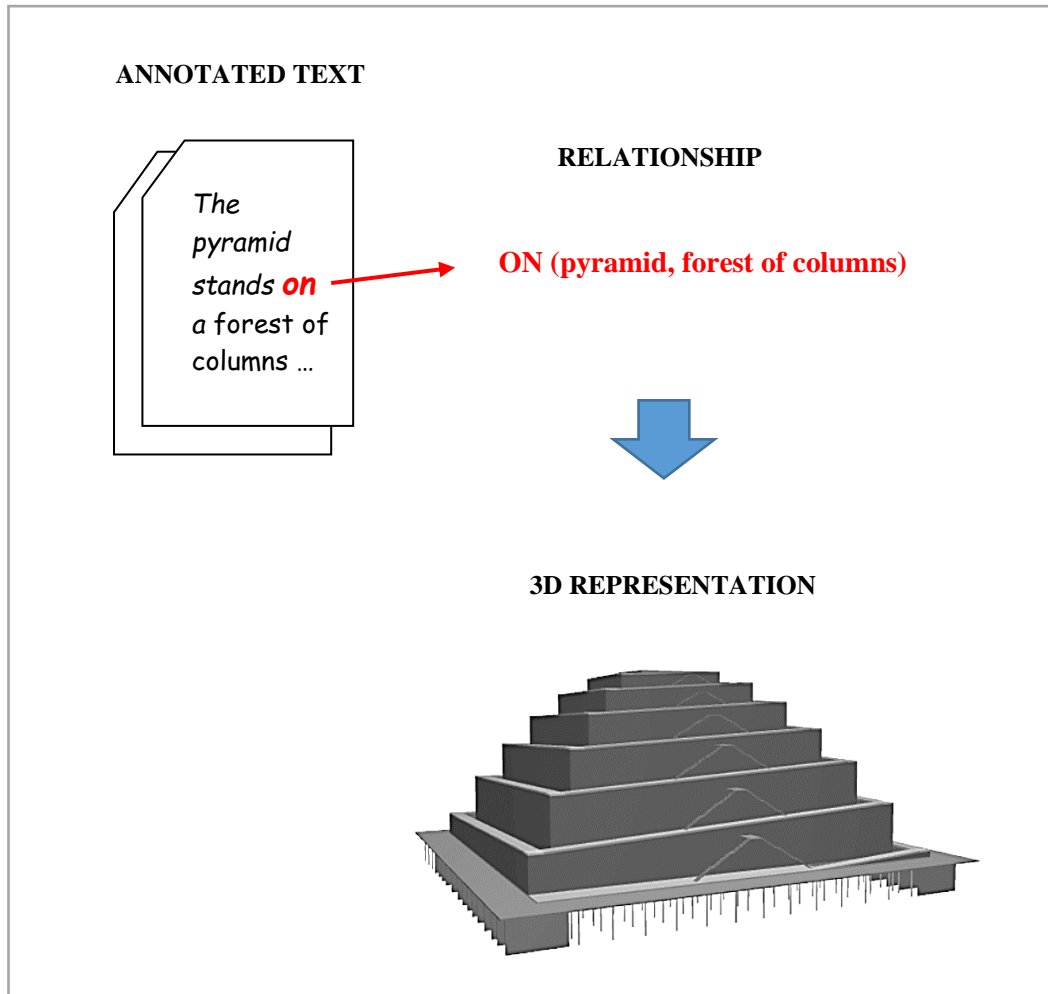 ANNOTATED TEXT
RELATIONSHIP
The
pyramid
stands on
a forest of
columns ...
ON (pyramid, forest of columns)
3D REPRESENTATION